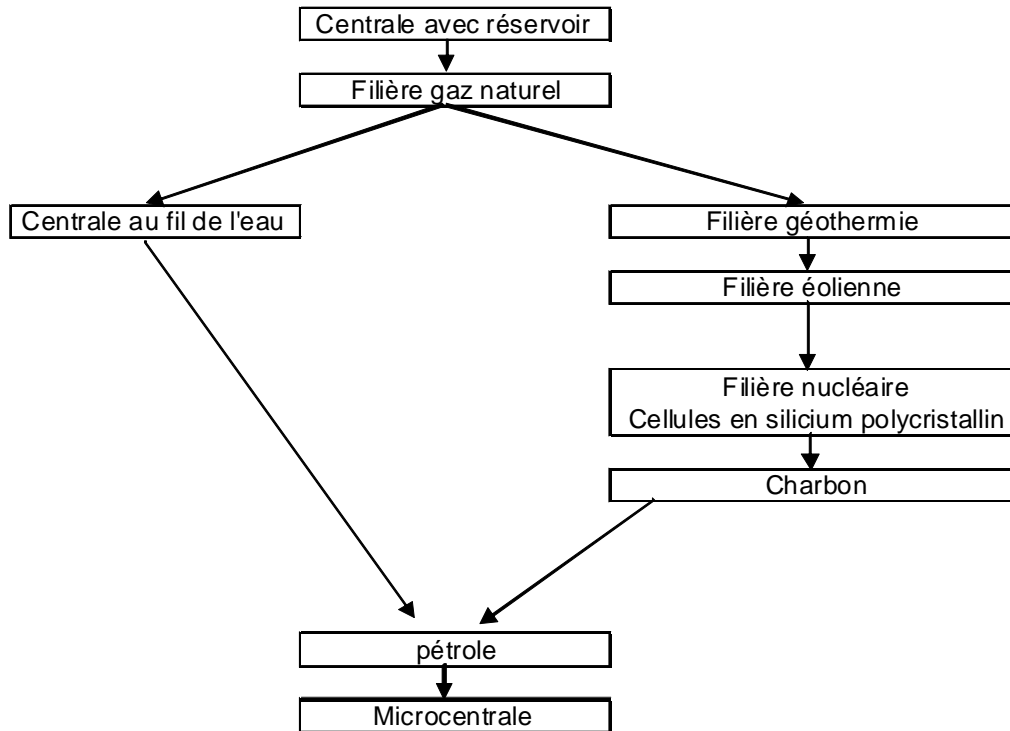 Centrale avec réservoir
Filière gaz naturel
Centrale au fil de l'eau
Filière géothermie
Filière éolienne
Filière nucléaire
Cellules en silicium polycristallin
Charbon
pétrole
Microcentrale